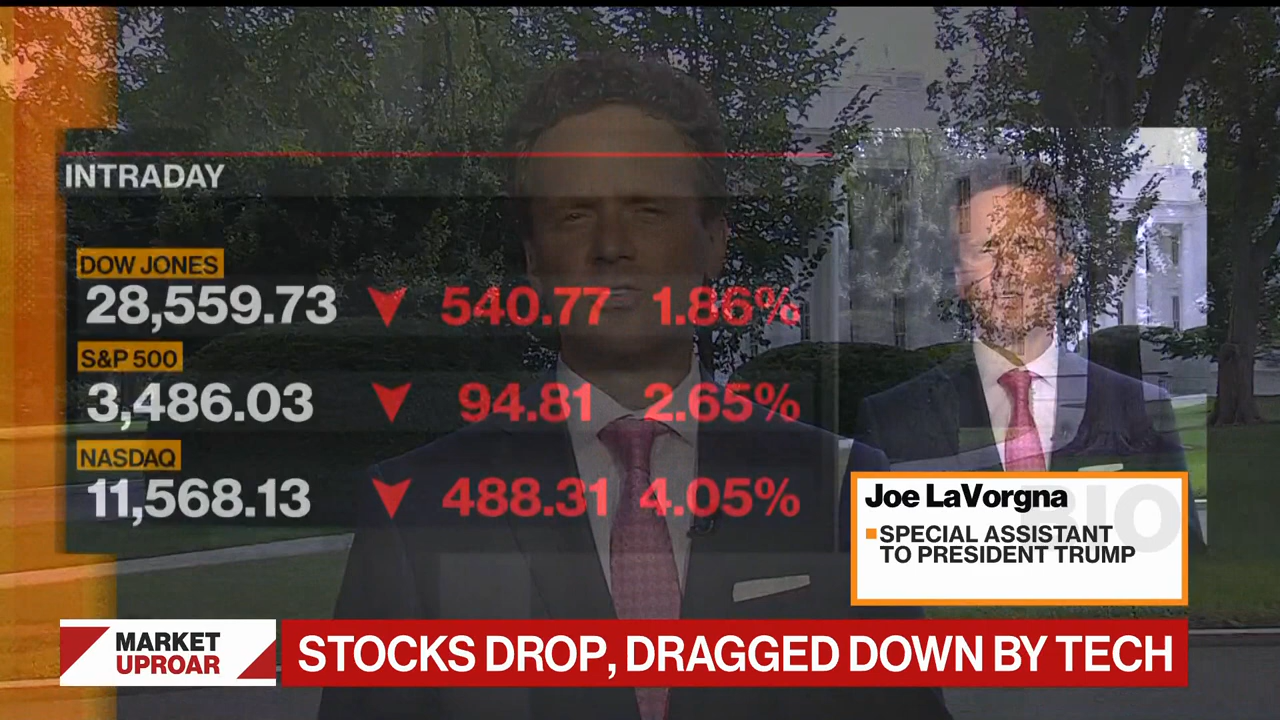 INTRADAY
DOW JONES
28,559.73 540.77 1.86%
S&P 500
3,486.03 94.81 2.65%
NASDAQ
11,568.13 488.31 4.05%
BIO
Joe LaVorgna
SPECIAL ASSISTANT
TO PRESIDENT TRUMP
MARKET
UPROAR
STOCKS DROP, DRAGGED DOWN BY TECH